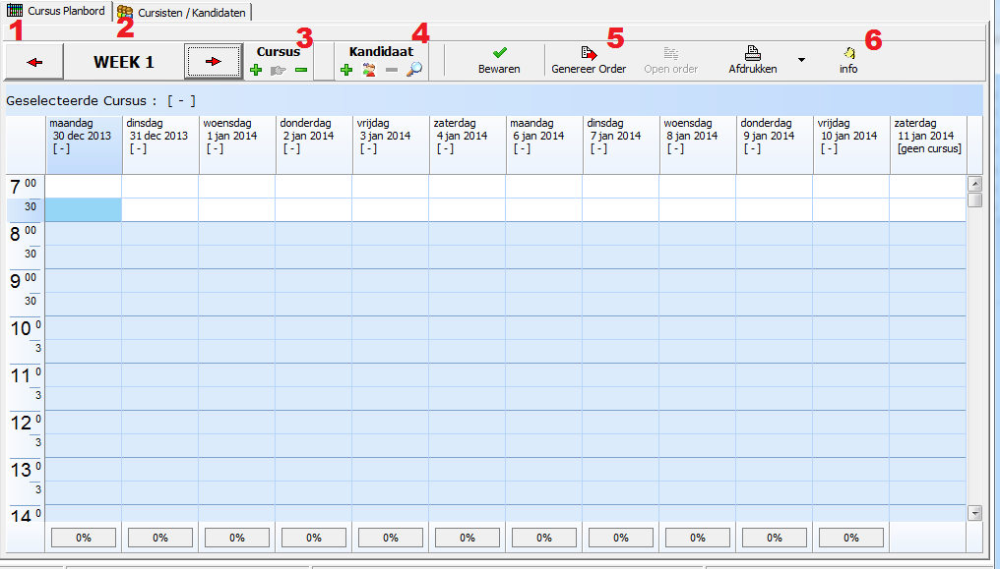 Cursus Planbord Cursisten / Kandidaten
1 2 3 4 5 6
WEEK 1 Cursus Kandidaat Bewaren Genereer Order Open order Afdrukken info
Geselecteerde Cursus : [ - ]
maandag dinsdag woensdag donderdag vrijdag zaterdag maandag dinsdag woensdag donderdag vrijdag zaterdag
30 dec 2013 31 dec 2013 1 jan 2014 2 jan 2014 3 jan 2014 4 jan 2014 6 jan 2014 7 jan 2014 8 jan 2014 9 jan 2014 10 jan 2014 11 jan 2014
[ - ] [ - ] [ - ] [ - ] [ - ] [ - ] [ - ] [ - ] [ - ] [ - ] [ - ] [geen cursus]
7 00
30
8 00
30
9 00
30
10 0
3
11 0
3
12 0
3
13 0
3
14 0
0% 0% 0% 0% 0% 0% 0% 0% 0% 0% 0%